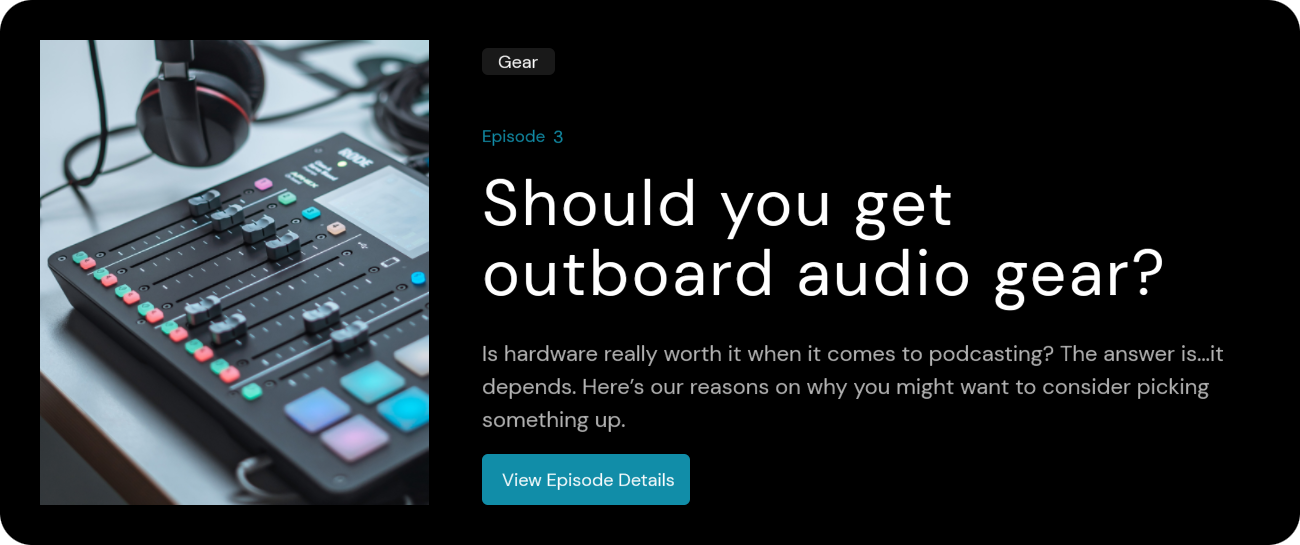 RODE
APHEX
Gear
Episode 3
Should you get
outboard audio gear?
Is hardware really worth it when it comes to podcasting? The answer is...it
depends. Here’s our reasons on why you might want to consider picking
something up.
View Episode Details